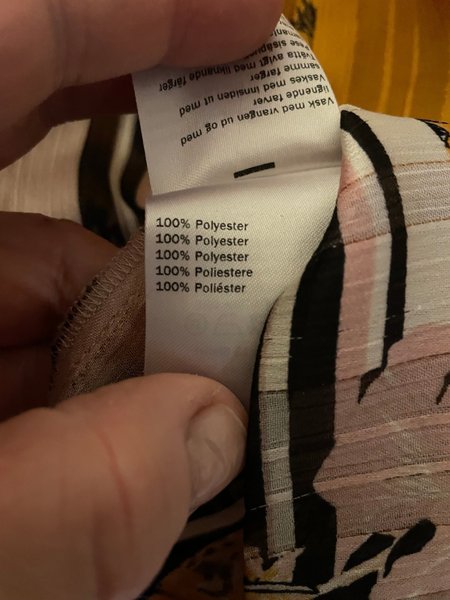 Vask med vrangen ud og med
lignende farver
Vaskes med innsiden ut med
samme farger
Tvätta avigt med liknande färger
100% Polyester
100% Polyester
100% Polyester
100% Poliestere
100% Poliéster